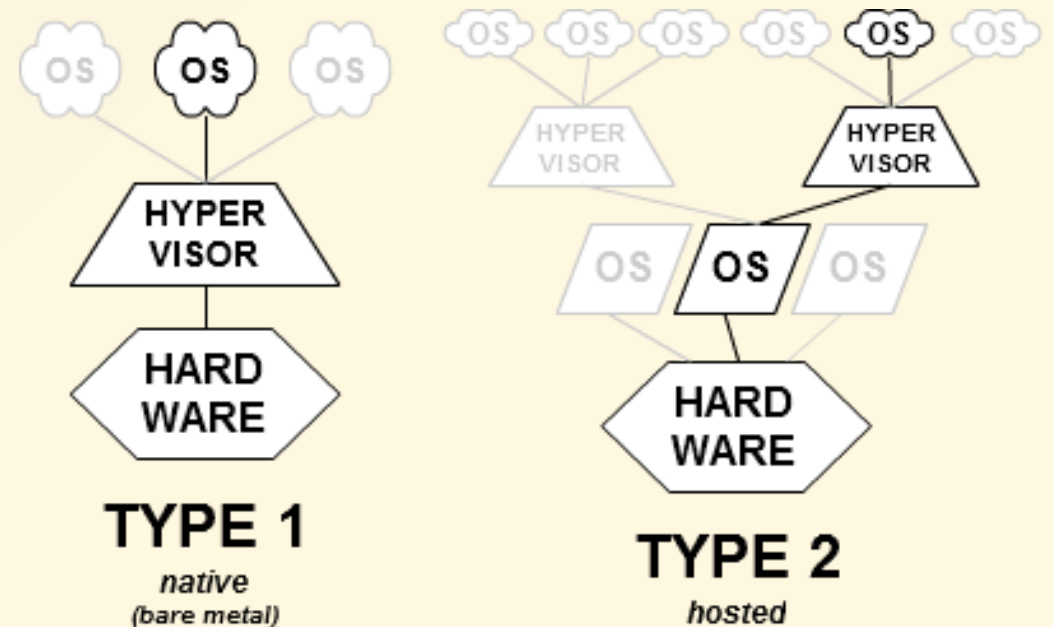 OS OS OS
HYPER
VISOR
HARD
WARE
TYPE 1
native
(bare metal)
OS OS OS OS OS OS
HYPER
VISOR
HYPER
VISOR
OS OS OS
HARD
WARE
TYPE 2
hosted